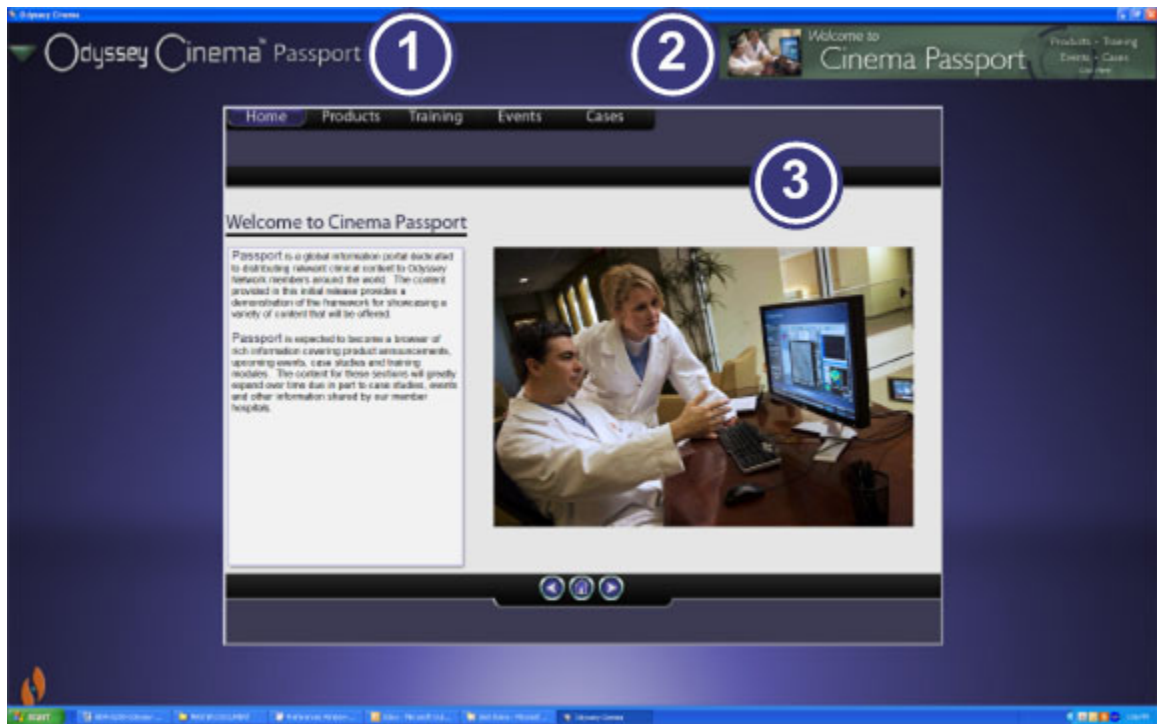 Odyssey Cinema
Odyssey Cinema™ Passport
1
2
Welcome to
Cinema Passport
Products - Training
Events - Cases
Home Products Training Events Cases
3
Welcome to Cinema Passport
Passport is a global information portal dedicated
to distributing relevant clinical content to Odyssey
Network members around the world. The content
provided in this initial release provides a
demonstration of the framework for showcasing a
variety of content that will be offered.
Passport is expected to become a browser of
rich information covering product announcements,
upcoming events, case studies and training
modules. The content for these sections will greatly
expand over time due in part to case studies, events
and other information shared by our member
hospitals.
start
Odyssey Cinema